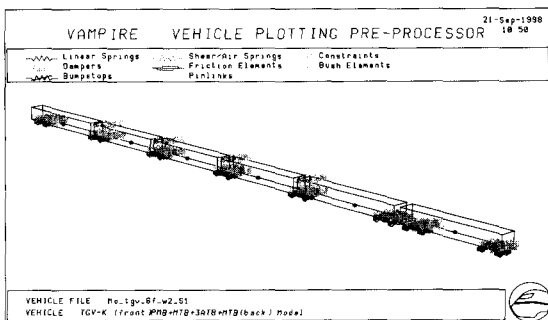 21-Sep-1998
VAMPIRE VEHICLE PLOTTING PRE-PROCESSOR 10 50
Linear Springs Shear/Air Springs Constraints
Dampers Friction Elements Bush Elements
Bumpstops Pinlinks
VEHICLE FILE
VEHICLE TGV-K (front)PMB+MTB+3ATB+MTB(back) Model